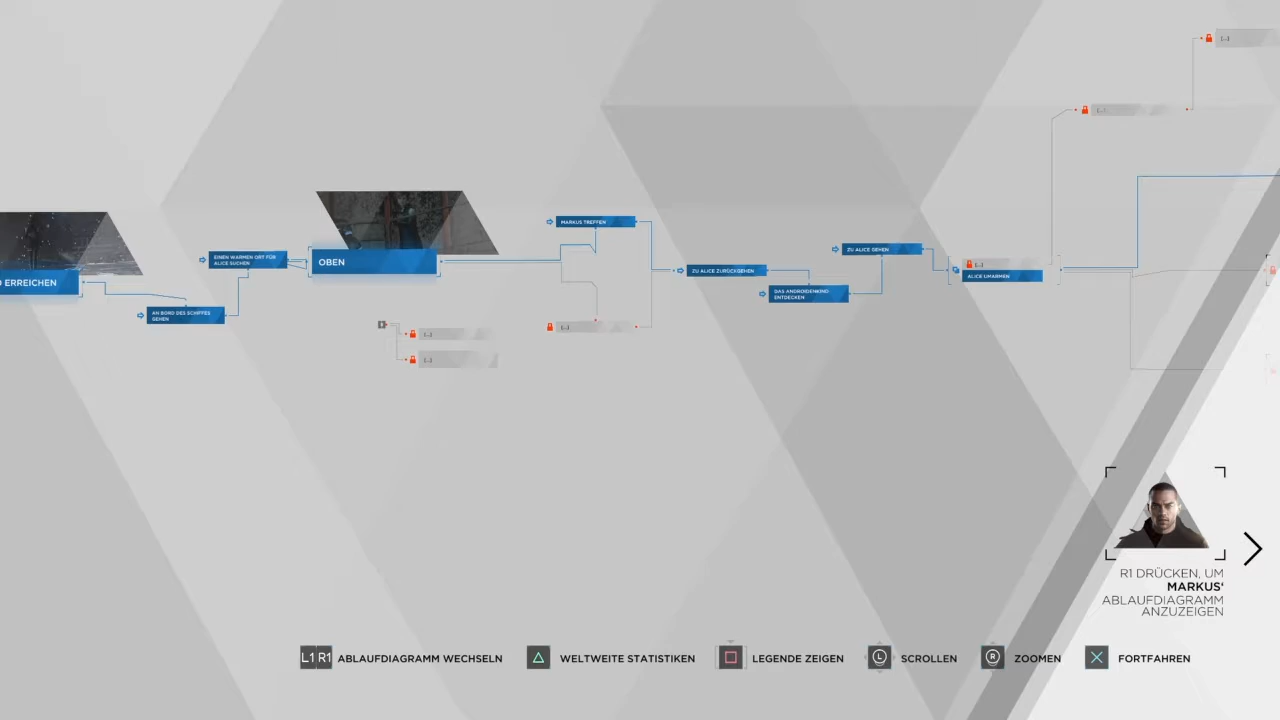 [...]
[...]
MARKUS TREFFEN
ZU ALICE GEHEN
EINEN WARMEN ORT FÜR
ALICE SUCHEN
OBEN
[...]
ALICE UMARMEN
ZU ALICE ZURÜCKGEHEN
D ERREICHEN
DAS ANDROIDENKIND
ENTDECKEN
AN BORD DES SCHIFFES
GEHEN
[...]
[...]
[...]
R1 DRÜCKEN, UM
MARKUS'
ABLAUFDIAGRAMM
ANZUZEIGEN
L1 R1 ABLAUFDIAGRAMM WECHSELN
WELTWEITE STATISTIKEN
LEGENDE ZEIGEN
L SCROLLEN
R ZOOMEN
FORTFAHREN